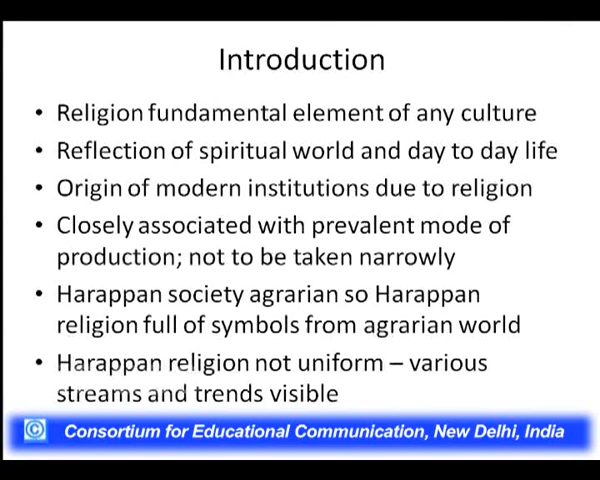 Introduction
• Religion fundamental element of any culture
• Reflection of spiritual world and day to day life
• Origin of modern institutions due to religion
• Closely associated with prevalent mode of
production; not to be taken narrowly
• Harappan society agrarian so Harappan
religion full of symbols from agrarian world
• Harappan religion not uniform – various
streams and trends visible
© Consortium for Educational Communication, New Delhi, India